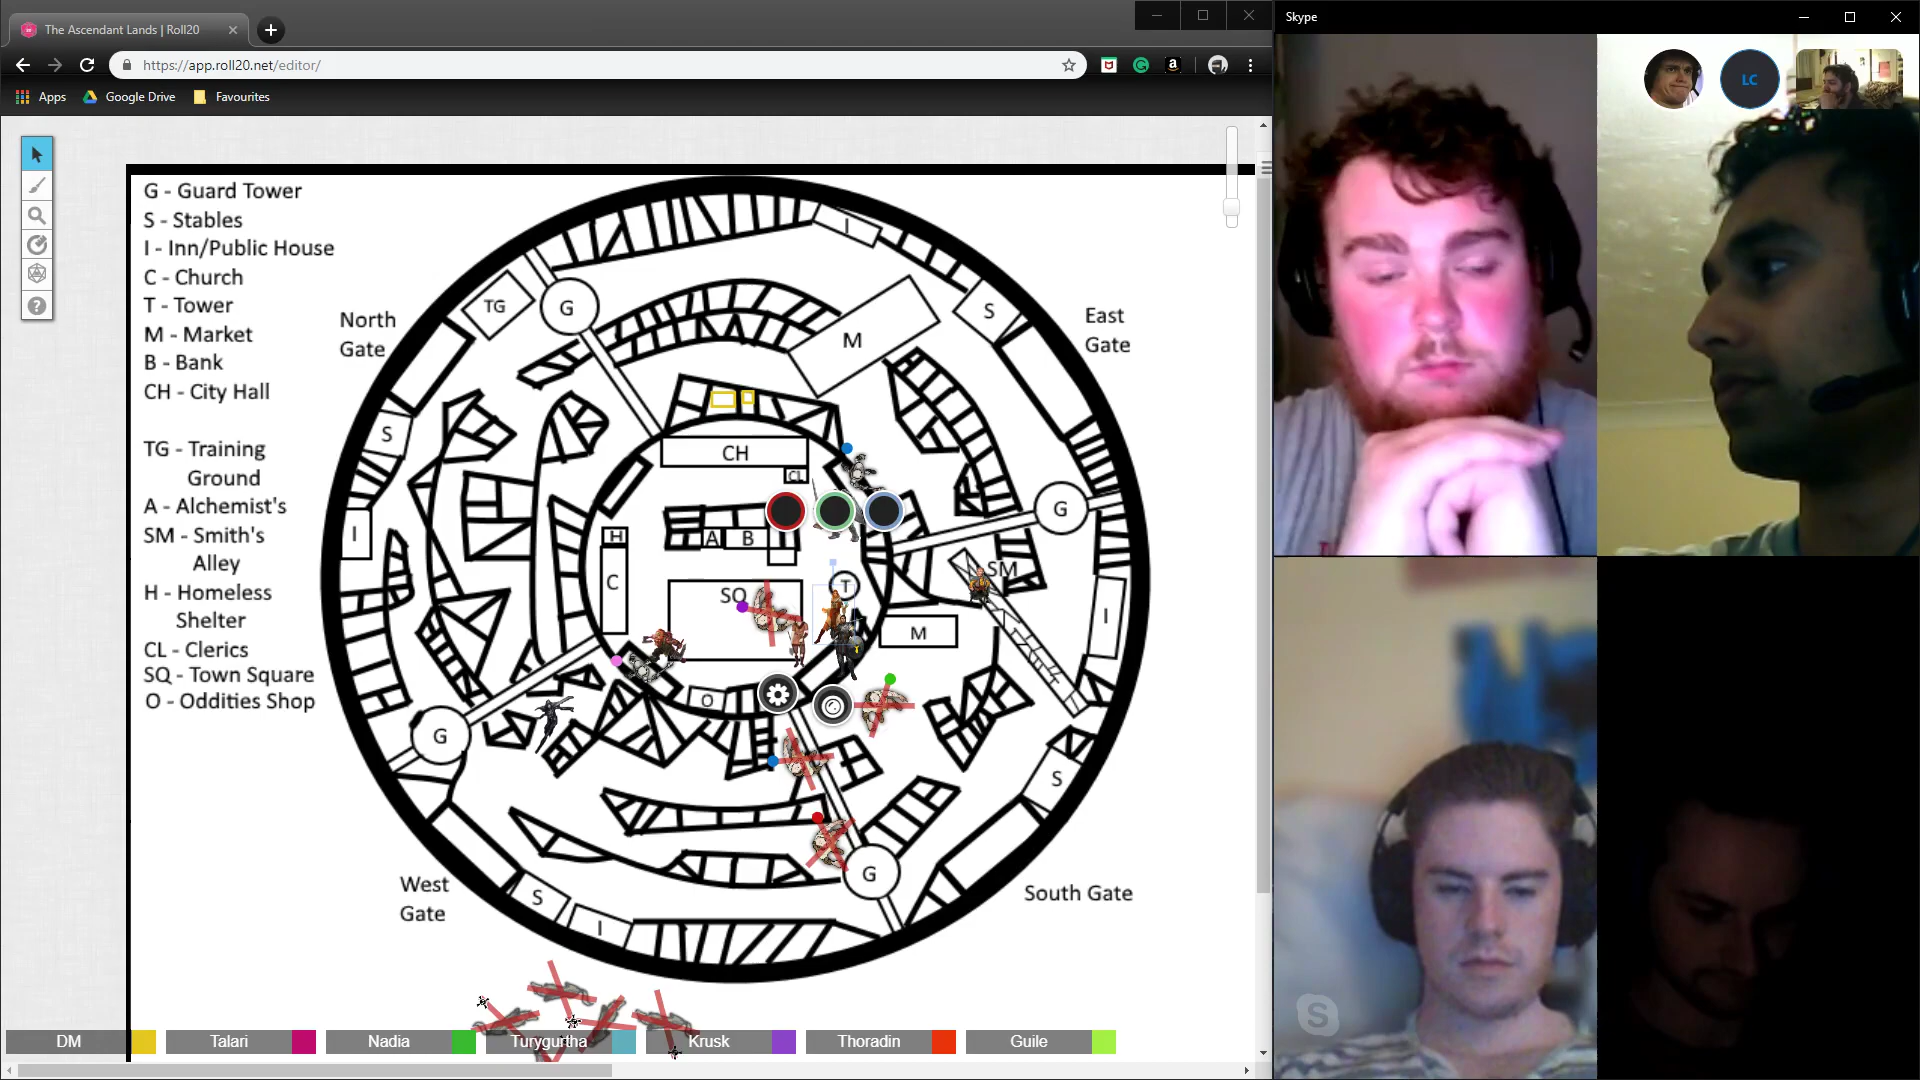 The Ascendant Lands | Roll20
https://app.roll20.net/editor/
Apps
Google Drive
Favourites
Skype
LC
G - Guard Tower
S - Stables
I - Inn/Public House
C - Church
T - Tower
M - Market
B - Bank
CH - City Hall
TG - Training
Ground
A - Alchemist's
SM - Smith's
Alley
H - Homeless
Shelter
CL - Clerics
SQ - Town Square
O - Oddities Shop
North
Gate
East
Gate
West
Gate
South Gate
I
TG
G
S
M
S
CH
CL
G
I
H
A
B
C
SQ
T
SM
I
M
O
G
S
G
S
I
DM
Talari
Nadia
Turygurtha
Krusk
Thoradin
Guile